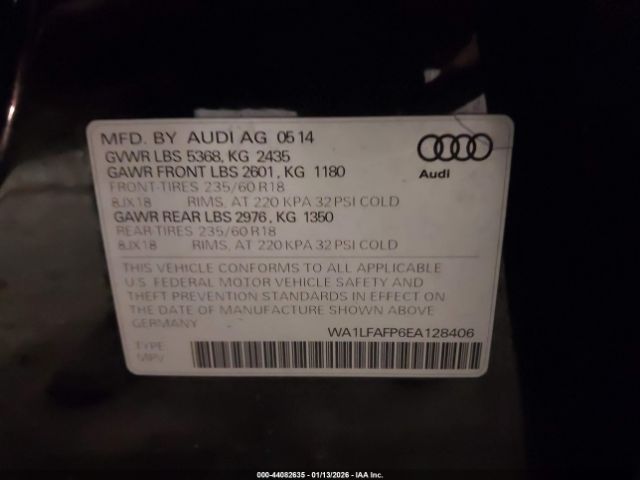 MFD. BY AUDI AG 05 14
GVWR LBS 5368, KG 2435
GAWR FRONT LBS 2601, KG 1180
FRONT-TIRES 235/60 R18
8JX18 RIMS, AT 220 KPA 32 PSI COLD
GAWR REAR LBS 2976, KG 1350
REAR-TIRES 235/60 R18
8JX18 RIMS, AT 220 KPA 32 PSI COLD
Audi
THIS VEHICLE CONFORMS TO ALL APPLICABLE
U.S. FEDERAL MOTOR VEHICLE SAFETY AND
THEFT PREVENTION STANDARDS IN EFFECT ON
THE DATE OF MANUFACTURE SHOWN ABOVE.
GERMANY WA1LFAFP6EA128406
TYPE
MPV
000-44082635 - 01/13/2026 - IAA Inc.